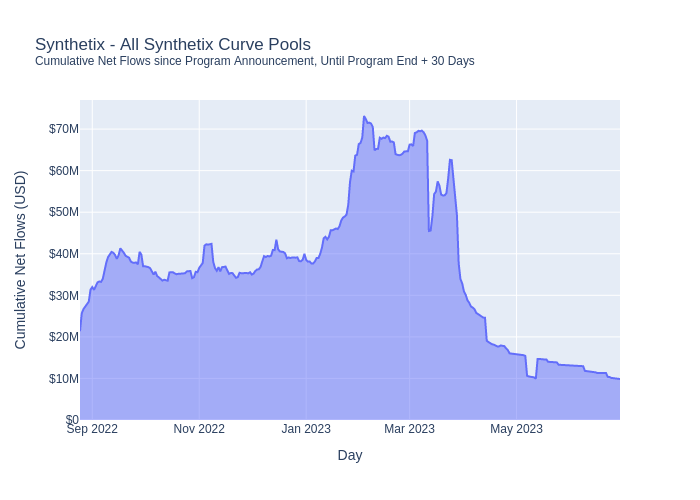 Synthetix - All Synthetix Curve Pools
Cumulative Net Flows since Program Announcement, Until Program End + 30 Days
Cumulative Net Flows (USD)
$70M
$60M
$50M
$40M
$30M
$20M
$10M
$0
Sep 2022
Nov 2022
Jan 2023
Mar 2023
May 2023
Day